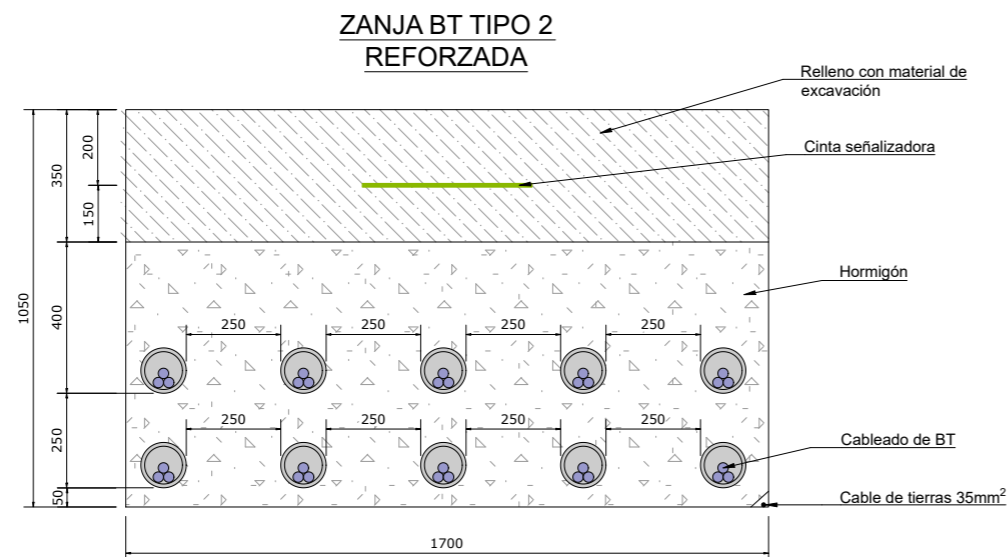 ZANJA BT TIPO 2
REFORZADA
Relleno con material de
excavación
Cinta señalizadora
200
350
150
Hormigón
1050
400
250 250 250 250
250
250 250 250 250
Cableado de BT
50
Cable de tierras 35mm²
1700